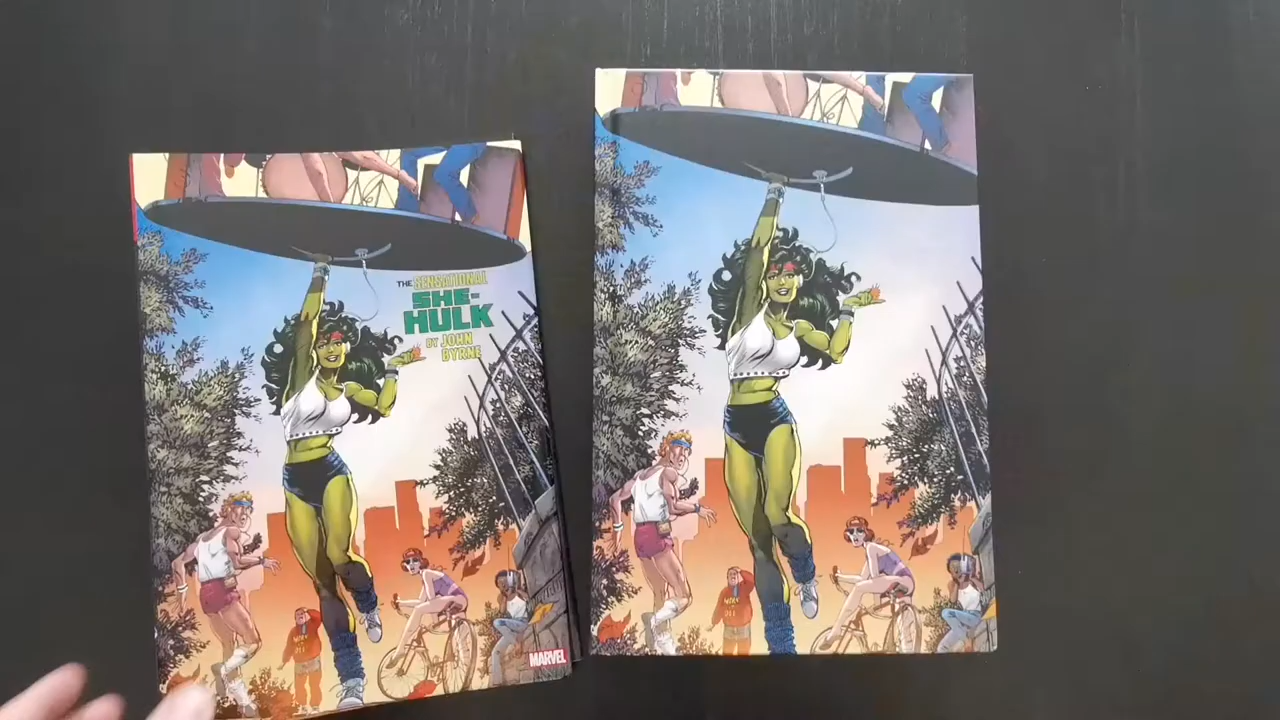 THE SENSATIONAL
SHE-
HULK
BY JOHN
BYRNE
MARVEL